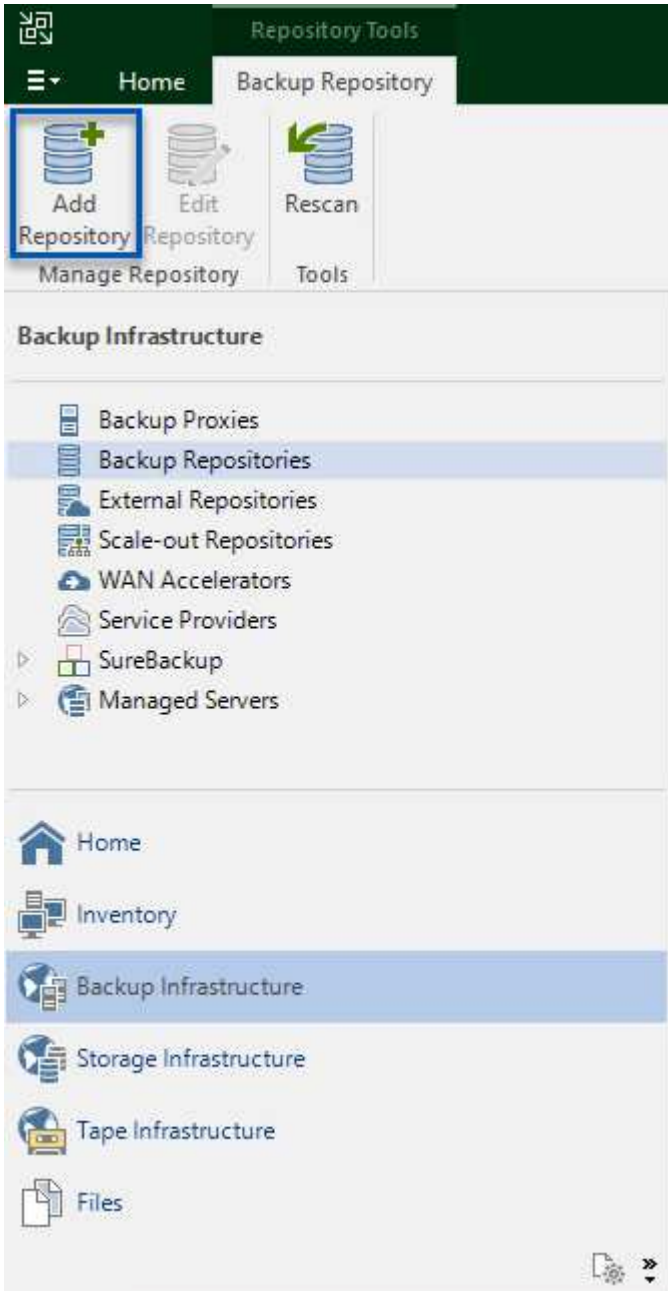 Repository Tools
Home Backup Repository
Add Repository
Edit Repository
Rescan
Manage Repository Tools
Backup Infrastructure
Backup Proxies
Backup Repositories
External Repositories
Scale-out Repositories
WAN Accelerators
Service Providers
SureBackup
Managed Servers
Home
Inventory
Backup Infrastructure
Storage Infrastructure
Tape Infrastructure
Files